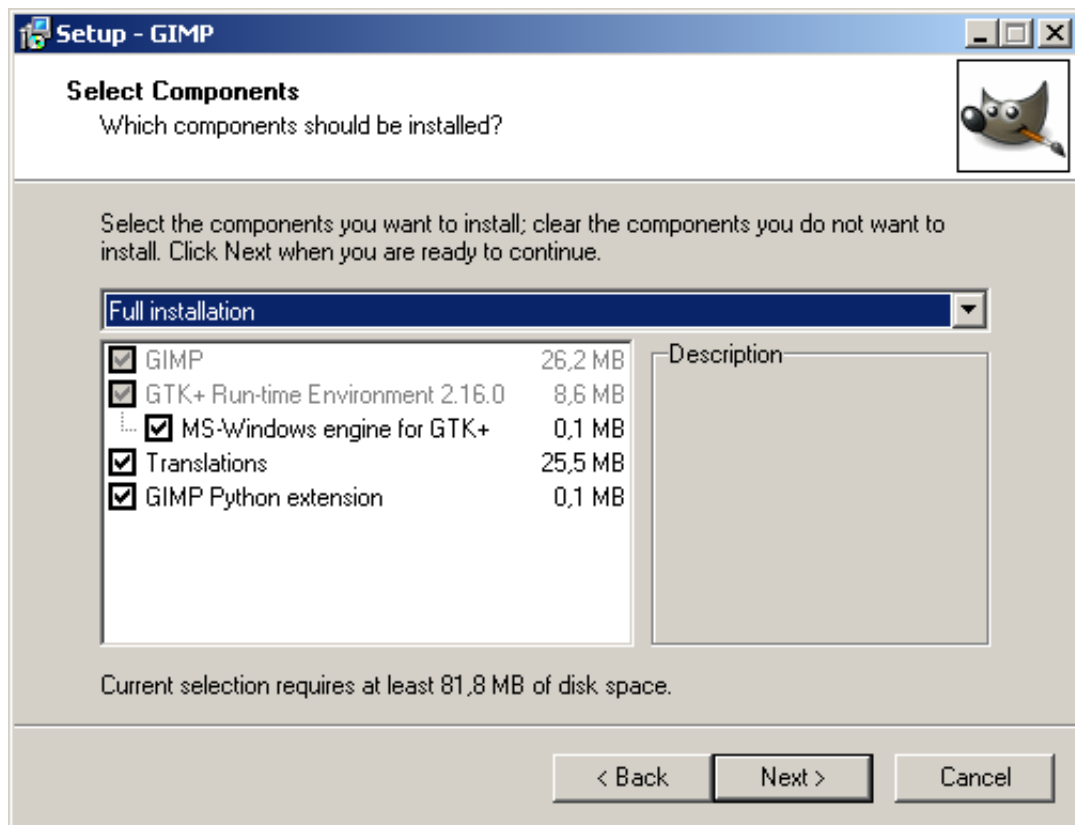 Setup - GIMP
Select Components
Which components should be installed?
Select the components you want to install; clear the components you do not want to
install. Click Next when you are ready to continue.
Full installation
GIMP 26,2 MB
GTK+ Run-time Environment 2.16.0 8,6 MB
MS-Windows engine for GTK+ 0,1 MB
Translations 25,5 MB
GIMP Python extension 0,1 MB
Description
Current selection requires at least 81,8 MB of disk space.
< Back Next > Cancel